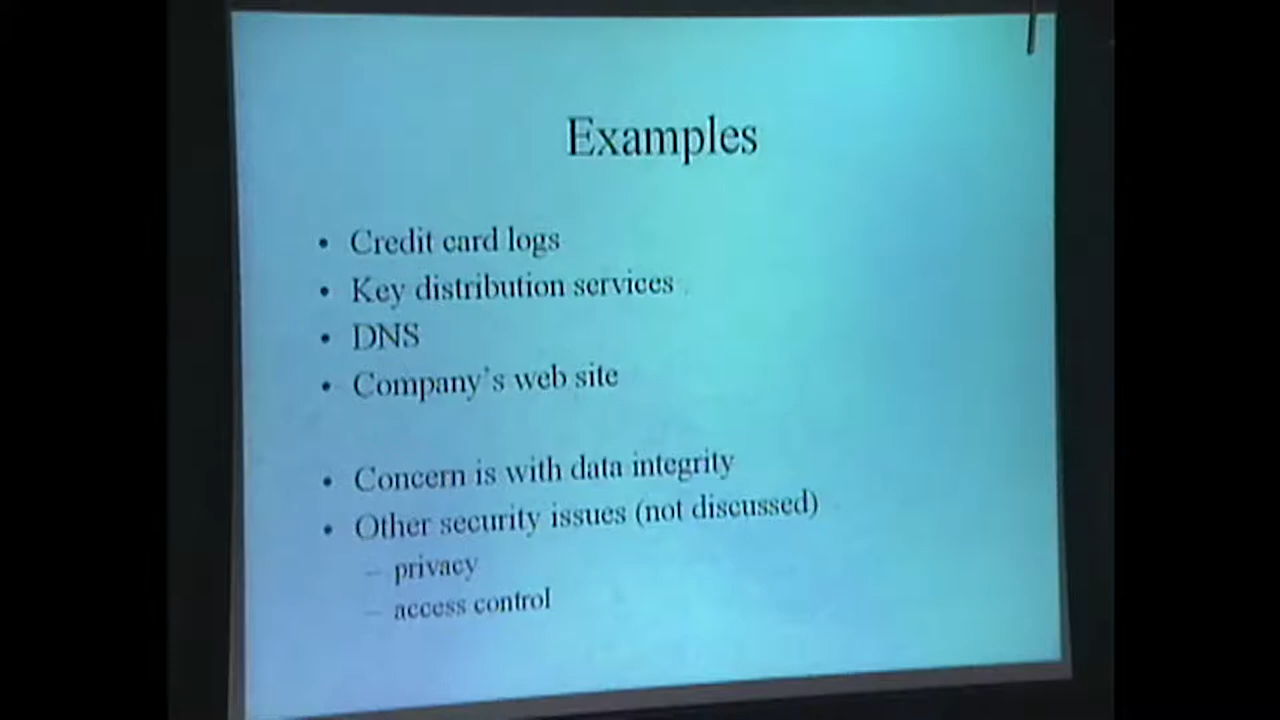 Examples
• Credit card logs
• Key distribution services
• DNS
• Company's web site
• Concern is with data integrity
• Other security issues (not discussed)
– privacy
– access control